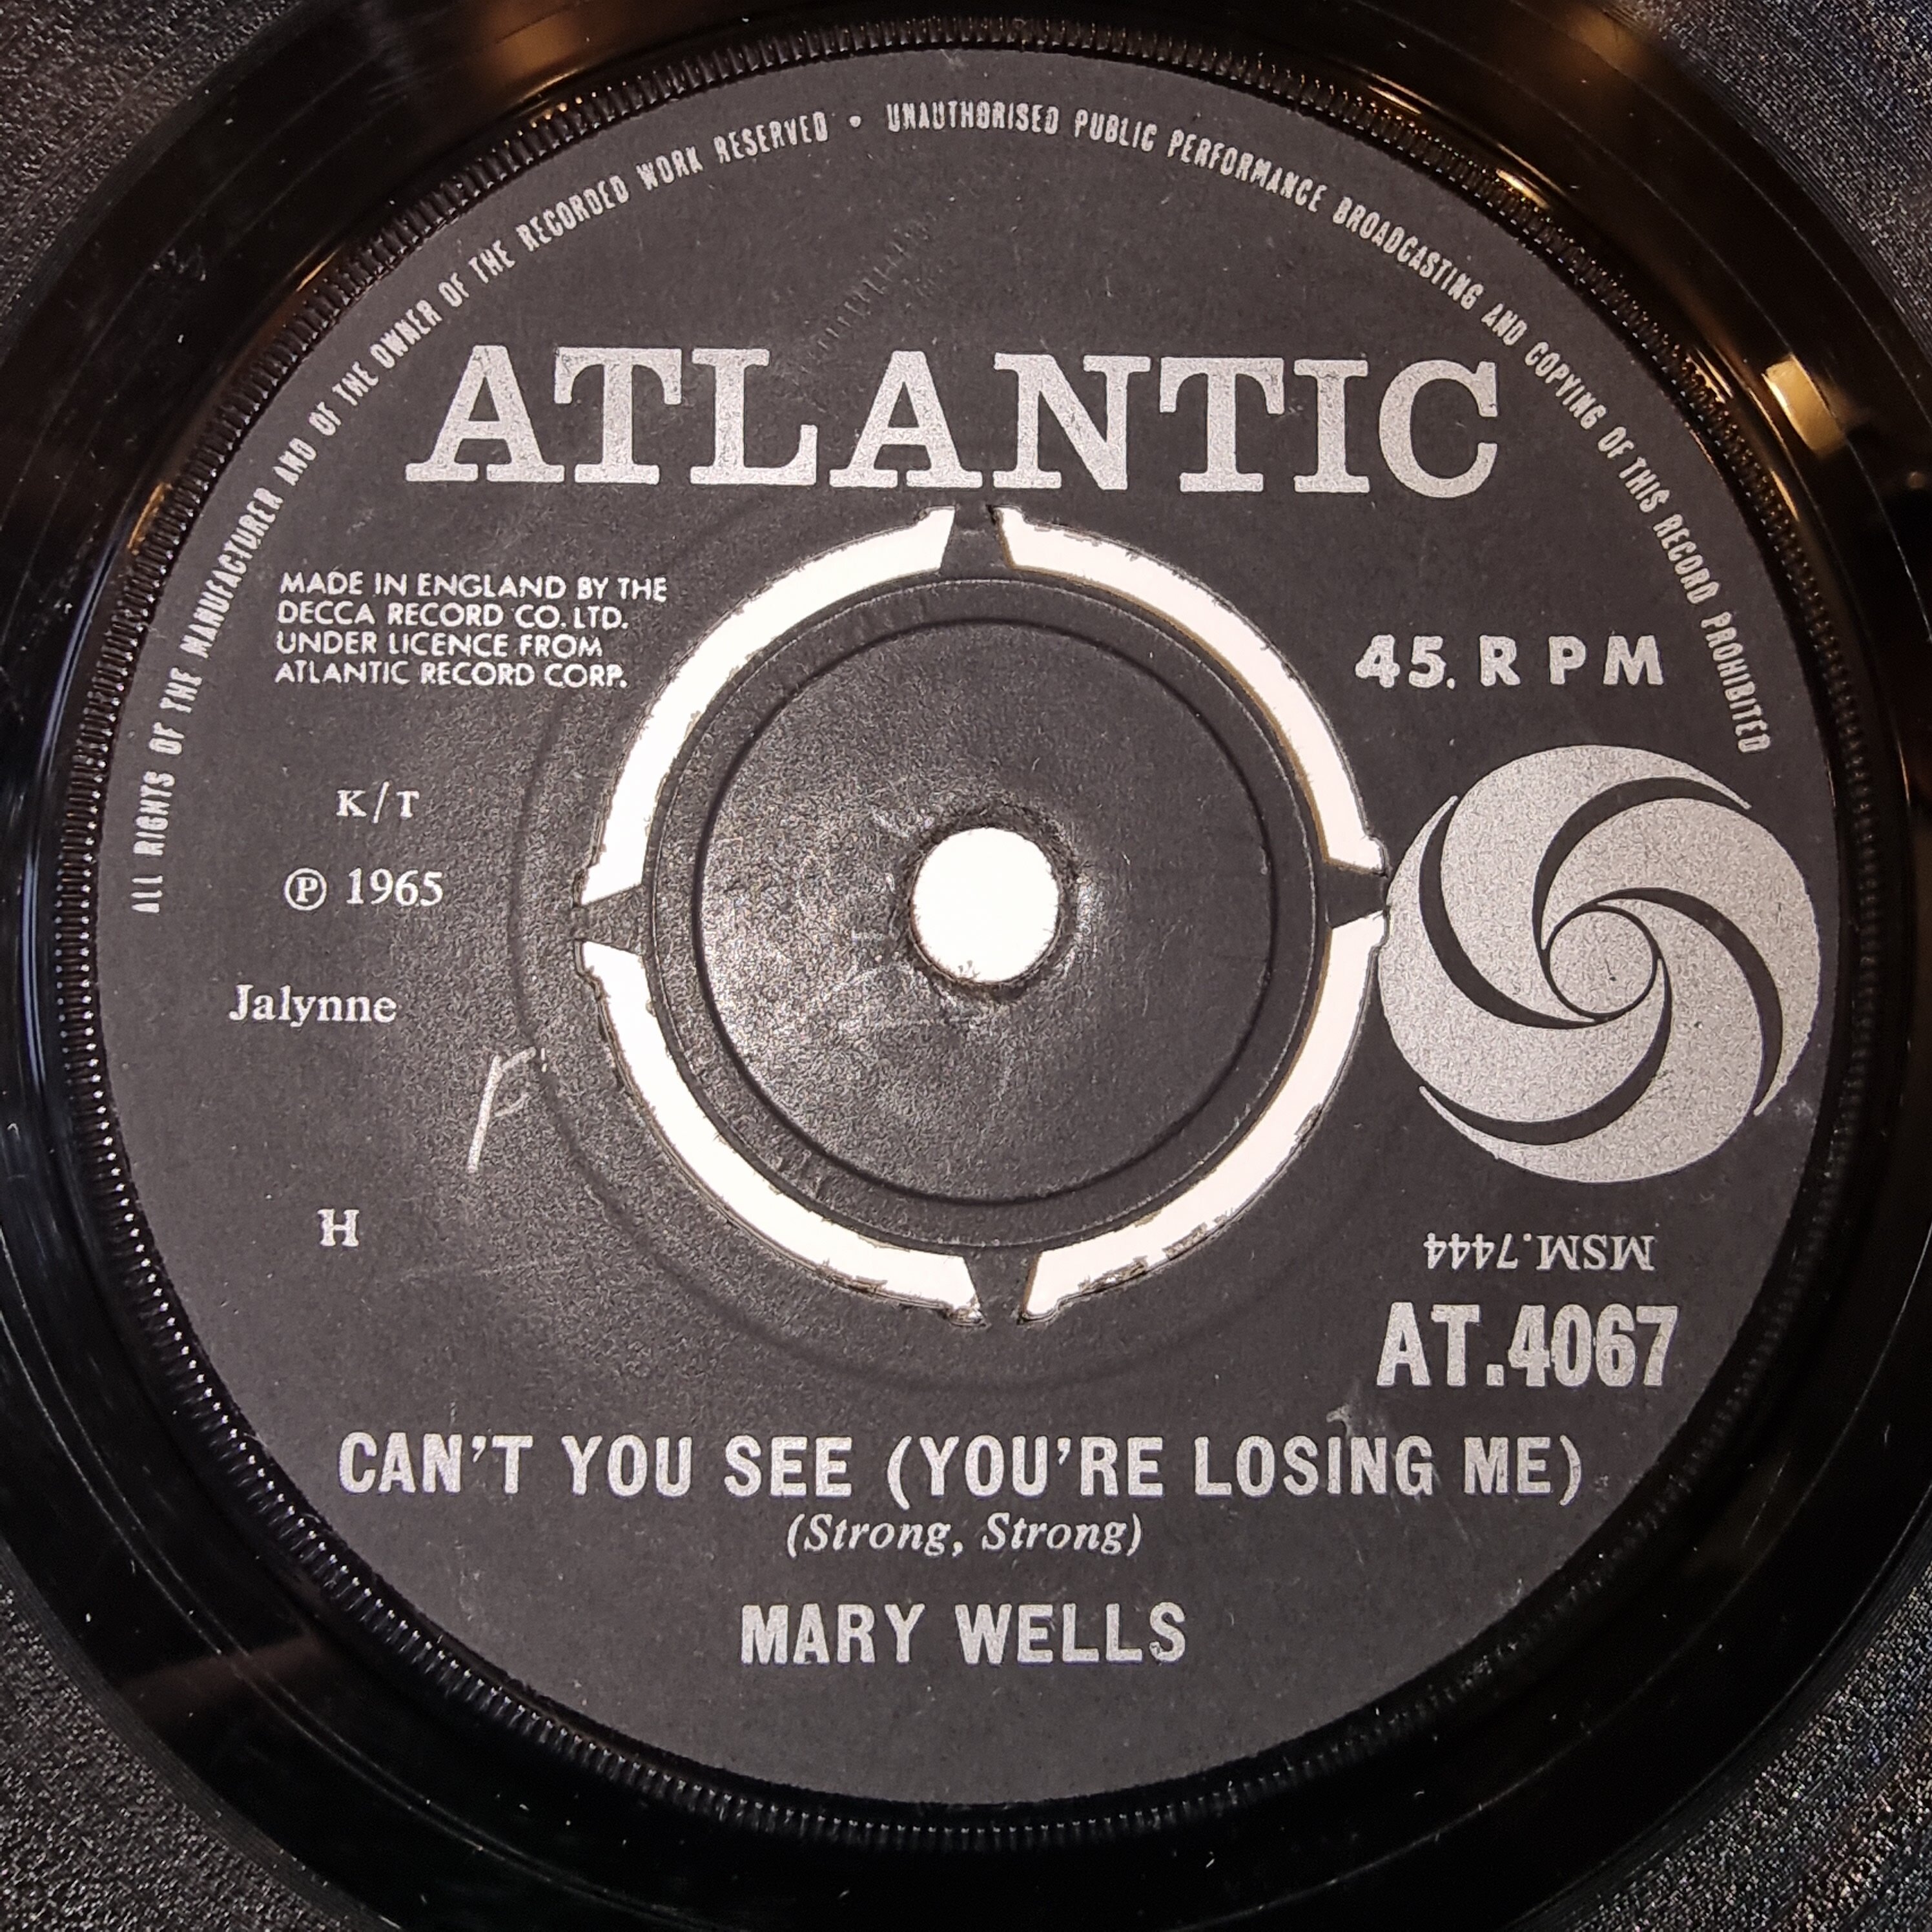 ALL RIGHTS OF THE MANUFACTURER AND OF THE OWNER OF THE RECORDED WORK RESERVED • UNAUTHORISED PUBLIC PERFORMANCE BROADCASTING AND COPYING OF THIS RECORD PROHIBITED
ATLANTIC
MADE IN ENGLAND BY THE
DECCA RECORD CO. LTD.
UNDER LICENCE FROM
ATLANTIC RECORD CORP.
45. R P M
K/T
℗ 1965
Jalynne
H
MSM.7444
AT.4067
CAN'T YOU SEE (YOU'RE LOSING ME)
(Strong, Strong)
MARY WELLS